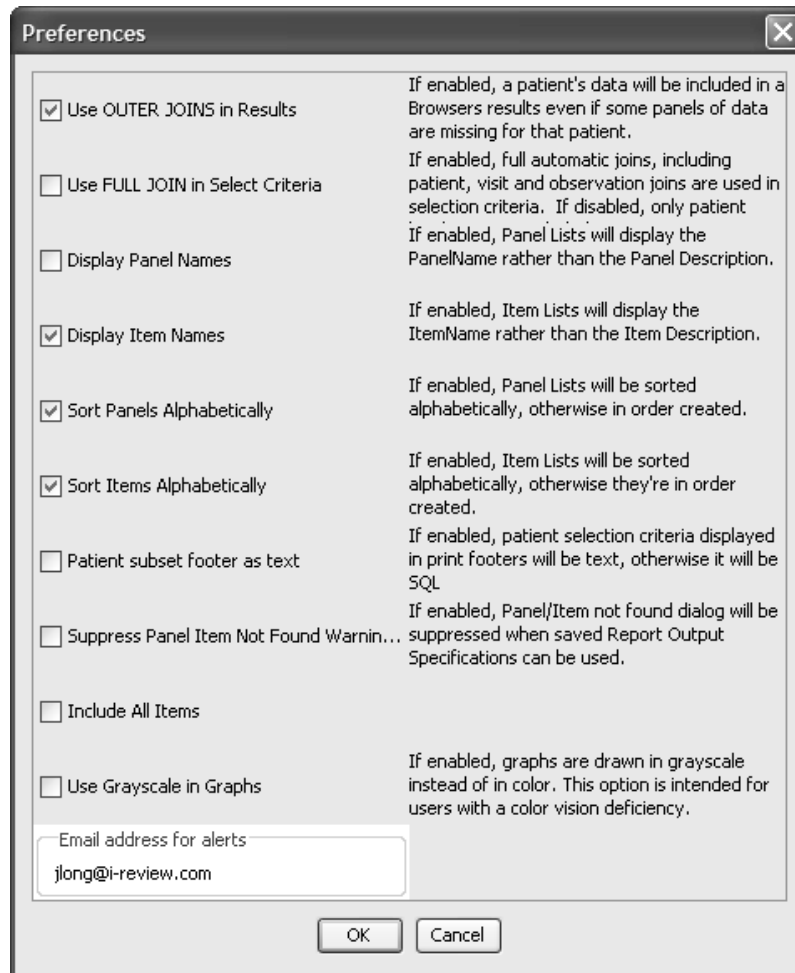 Preferences
Use OUTER JOINS in Results
If enabled, a patient's data will be included in a
Browsers results even if some panels of data
are missing for that patient.
Use FULL JOIN in Select Criteria
If enabled, full automatic joins, including
patient, visit and observation joins are used in
selection criteria. If disabled, only patient
Display Panel Names
If enabled, Panel Lists will display the
PanelName rather than the Panel Description.
Display Item Names
If enabled, Item Lists will display the
ItemName rather than the Item Description.
Sort Panels Alphabetically
If enabled, Panel Lists will be sorted
alphabetically, otherwise in order created.
Sort Items Alphabetically
If enabled, Item Lists will be sorted
alphabetically, otherwise they're in order
created.
Patient subset footer as text
If enabled, patient selection criteria displayed
in print footers will be text, otherwise it will be
SQL
Suppress Panel Item Not Found Warnin...
If enabled, Panel/Item not found dialog will be
suppressed when saved Report Output
Specifications can be used.
Include All Items
Use Grayscale in Graphs
If enabled, graphs are drawn in grayscale
instead of in color. This option is intended for
users with a color vision deficiency.
Email address for alerts
jlong@i-review.com
OK
Cancel